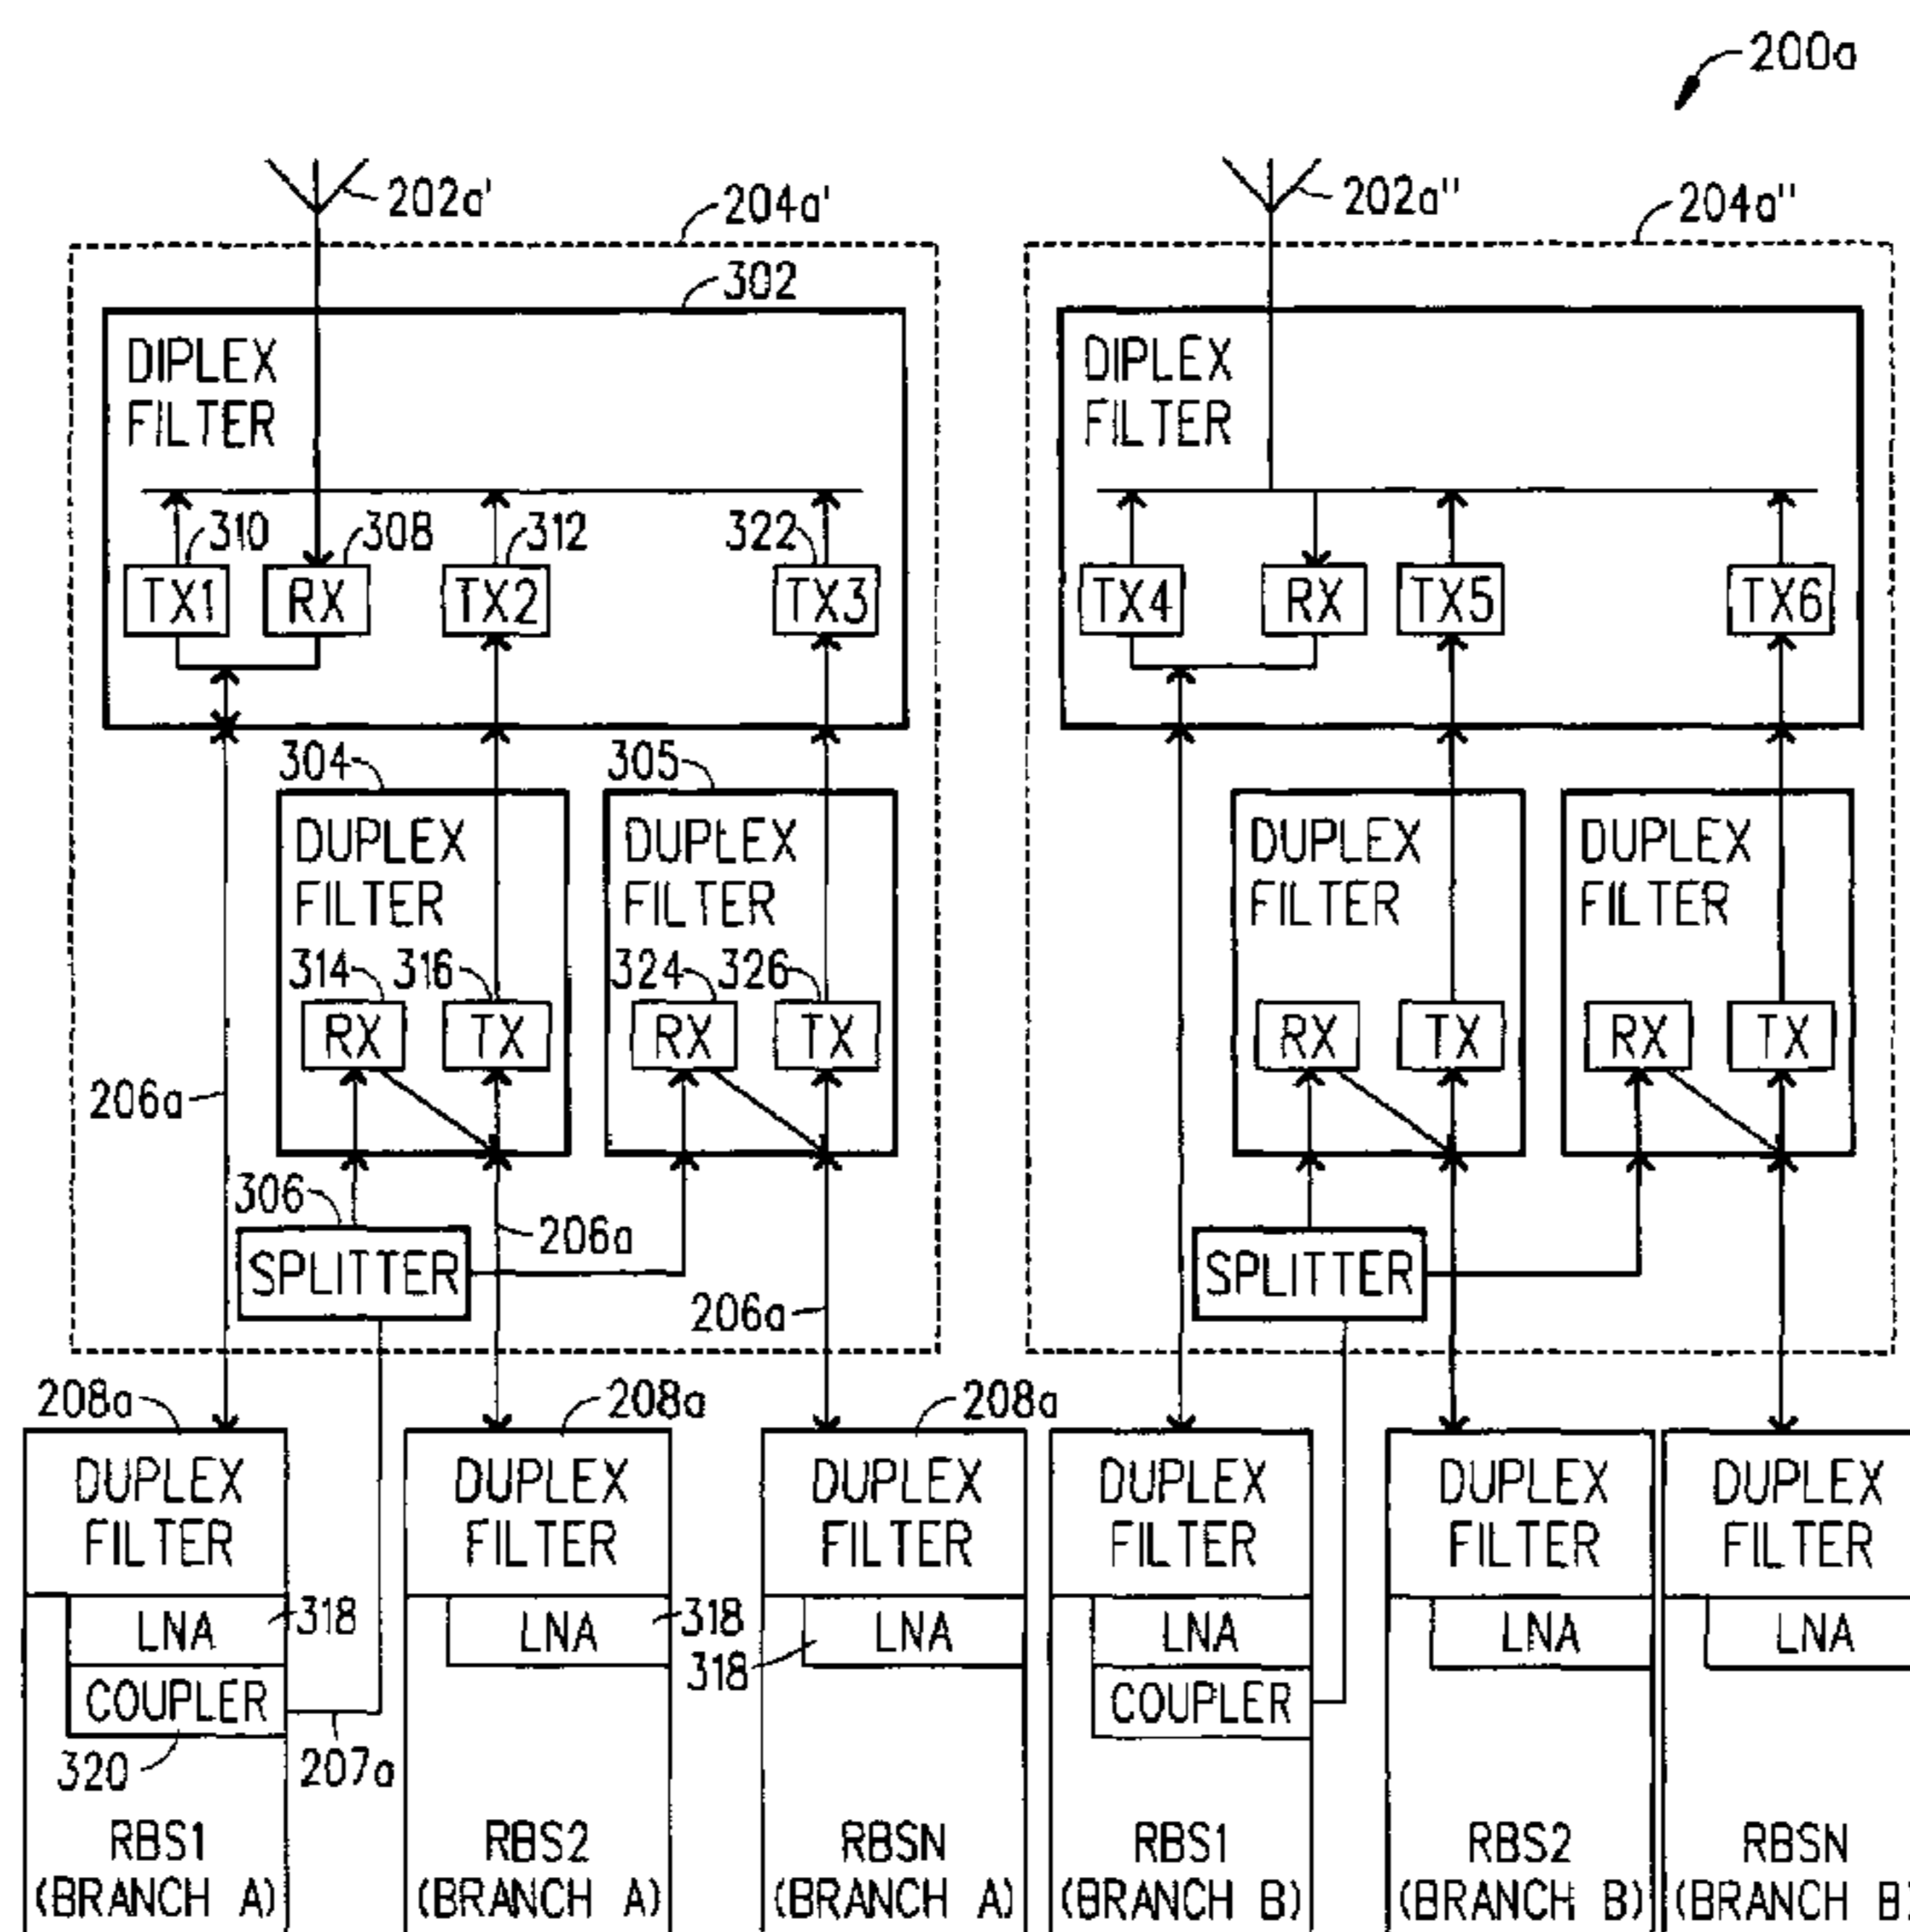 200a
202a'
204a'
202a"
204a"
302
DIPLEX
FILTER
DIPLEX
FILTER
310
308
312
322
TX1
RX
TX2
TX3
TX4
RX
TX5
TX6
304
305
DUPLEX
FILTER
DUPLEX
FILTER
DUPLEX
FILTER
DUPLEX
FILTER
314
316
324
326
RX
TX
RX
TX
RX
TX
RX
TX
206a
306
206a
SPLITTER
SPLITTER
206a
208a
208a
208a
DUPLEX
FILTER
DUPLEX
FILTER
DUPLEX
FILTER
DUPLEX
FILTER
DUPLEX
FILTER
DUPLEX
FILTER
LNA
318
LNA
318
318
LNA
LNA
LNA
LNA
COUPLER
COUPLER
320
207a
RBS1
(BRANCH A)
RBS2
(BRANCH A)
RBSN
(BRANCH A)
RBS1
(BRANCH B)
RBS2
(BRANCH B)
RBSN
(BRANCH B)